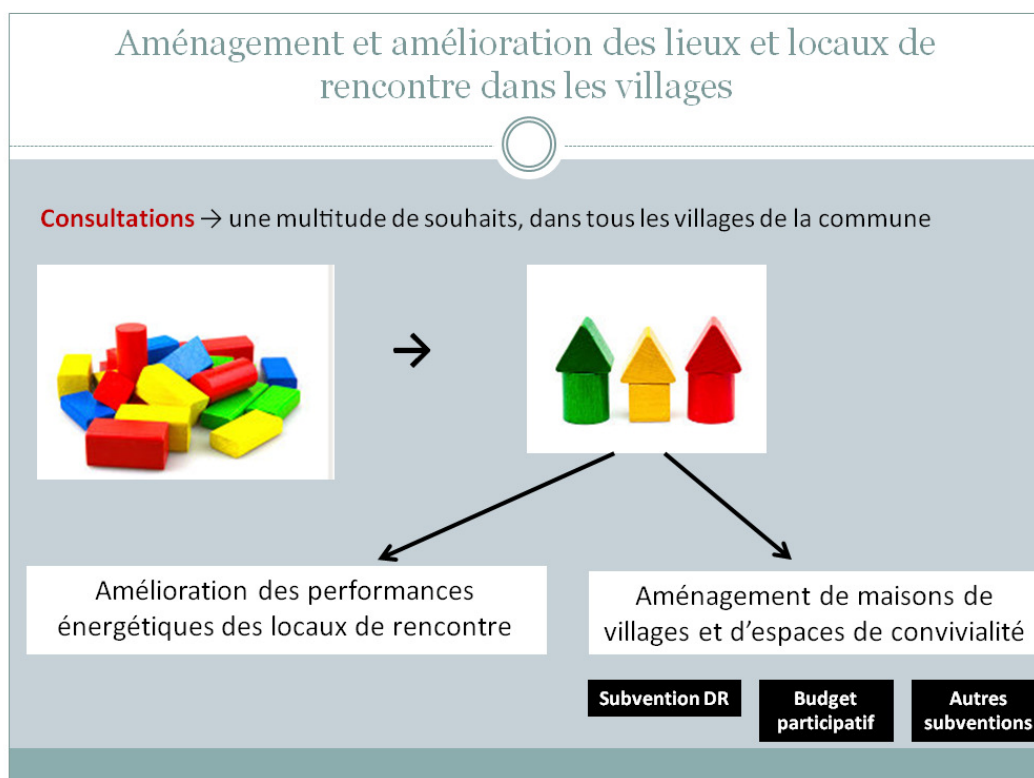 Aménagement et amélioration des lieux et locaux de
rencontre dans les villages
Consultations → une multitude de souhaits, dans tous les villages de la commune
→
Amélioration des performances
énergétiques des locaux de rencontre
Aménagement de maisons de
villages et d’espaces de convivialité
Subvention DR
Budget
participatif
Autres
subventions